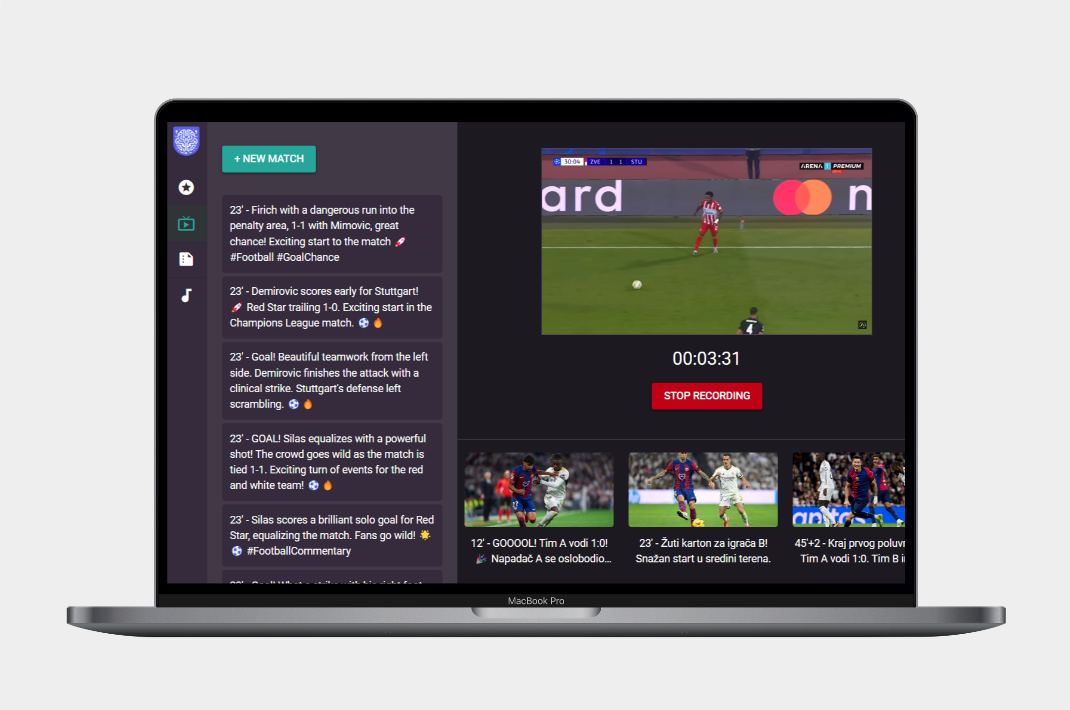 + NEW MATCH
23' - Firich with a dangerous run into the
penalty area, 1-1 with Mimovic, great
chance! Exciting start to the match 🚀
#Football #GoalChance
23' - Demirovic scores early for Stuttgart!
🚀 Red Star trailing 1-0. Exciting start in the
Champions League match. ⚽ 🔥
23' - Goal! Beautiful teamwork from the left
side. Demirovic finishes the attack with a
clinical strike. Stuttgart's defense left
scrambling. ⚽ 🔥
23' - GOAL! Silas equalizes with a powerful
shot! The crowd goes wild as the match is
tied 1-1. Exciting turn of events for the red
and white team! ⚽ 🔥
23' - Silas scores a brilliant solo goal for Red
Star, equalizing the match. Fans go wild! 🌟
⚽ #FootballCommentary
30:04 ZVE 1 1 STU
ARENA 1 PREMIUM
ard
4
00:03:31
STOP RECORDING
12' - GOOOOL! Tim A vodi 1:0!
🎉 Napadač A se oslobodio...
23' - Žuti karton za igrača B!
Snažan start u sredini terena.
45'+2 - Kraj prvog poluvr
Tim A vodi 1:0. Tim B i
MacBook Pro